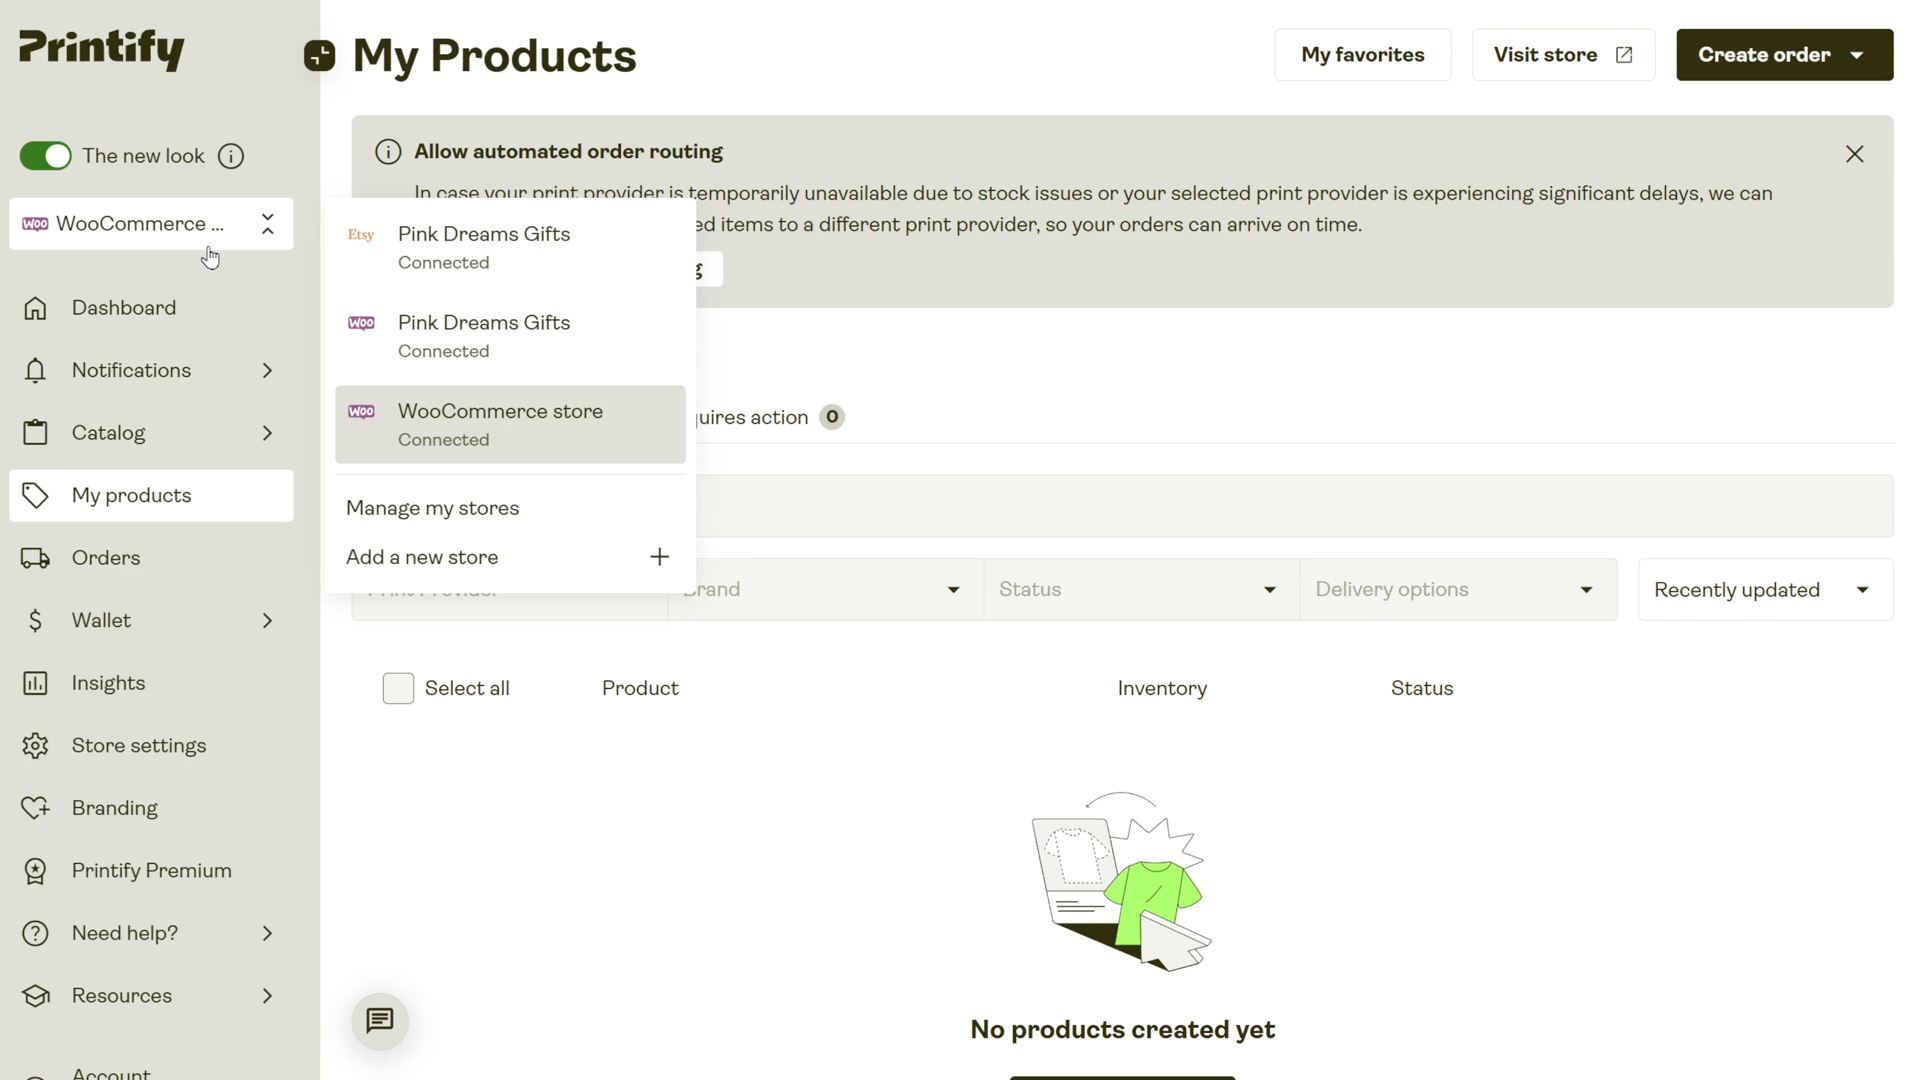 Printify
My Products
My favorites
Visit store
Create order
The new look
WooCommerce ...
Dashboard
Notifications
Catalog
My products
Orders
Wallet
Insights
Store settings
Branding
Printify Premium
Need help?
Resources
Allow automated order routing
In case your print provider is temporarily unavailable due to stock issues or your selected print provider is experiencing significant delays, we can
ed items to a different print provider, so your orders can arrive on time.
g
Etsy Pink Dreams Gifts
Connected
Woo Pink Dreams Gifts
Connected
Woo WooCommerce store
Connected
Manage my stores
Add a new store
uires action 0
Brand
Status
Delivery options
Recently updated
Select all
Product
Inventory
Status
No products created yet